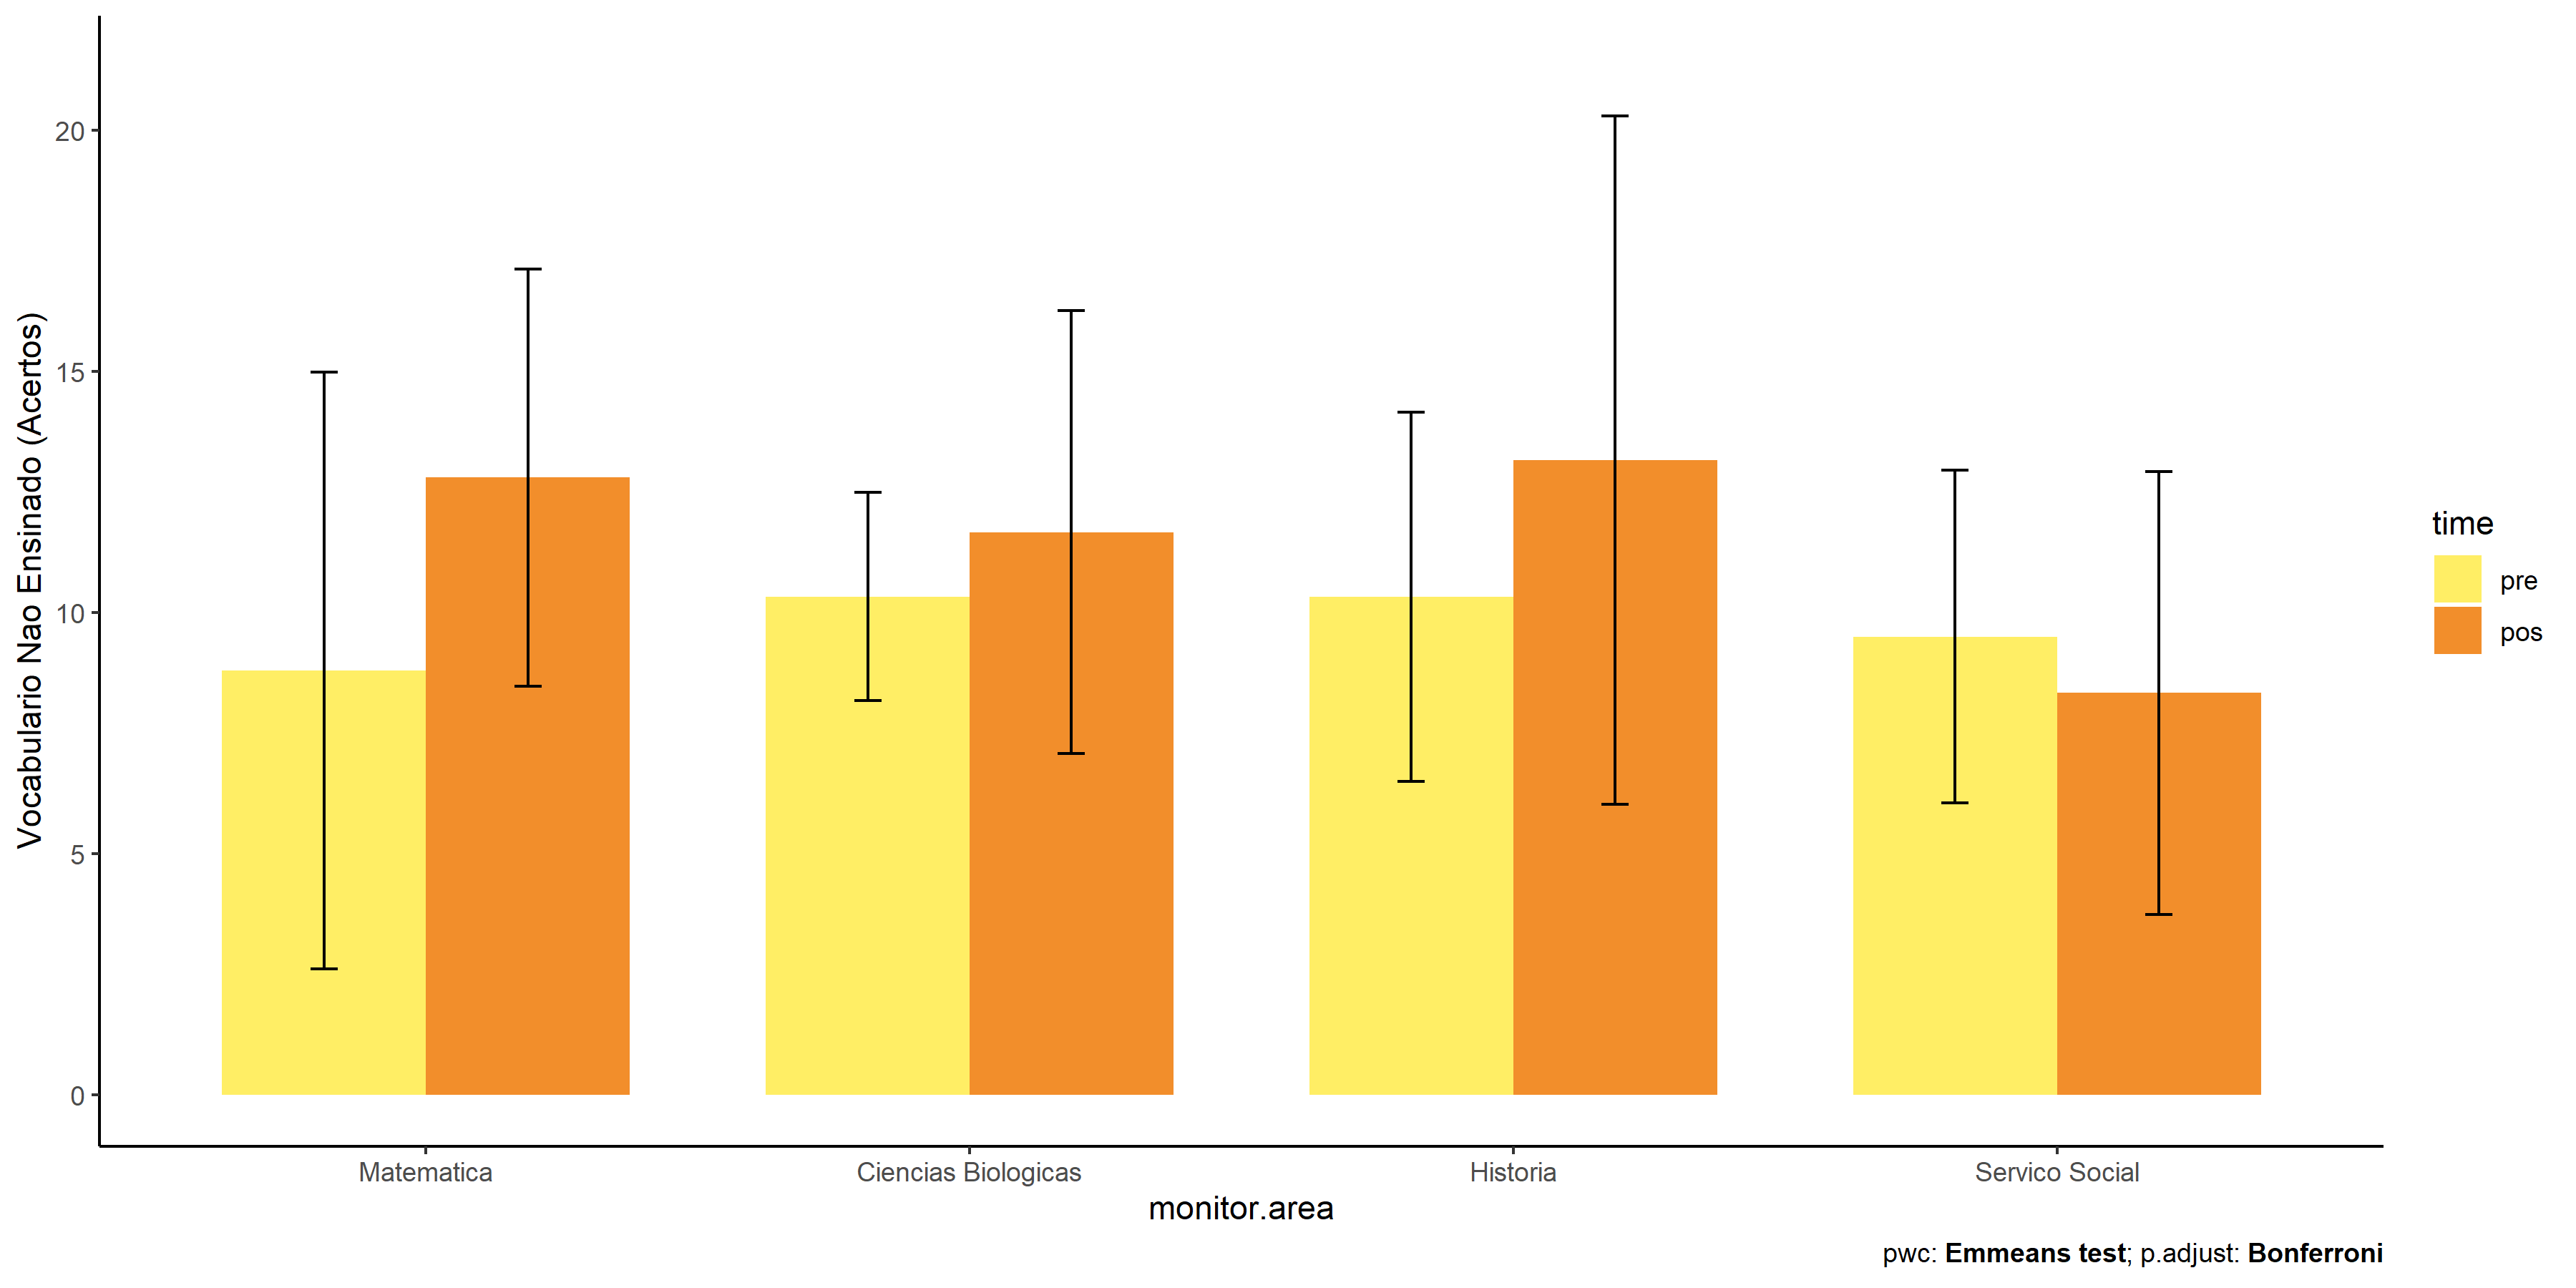 Vocabulario Nao Ensinado (Acertos)
20
15
10
5
0
Matematica
Ciencias Biologicas
Historia
Servico Social
monitor.area
time
pre
pos
pwc: Emmeans test; p.adjust: Bonferroni